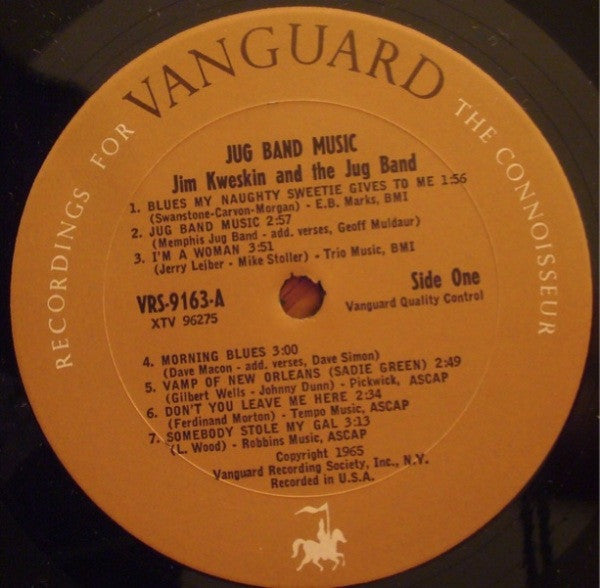 RECORDINGS FOR VANGUARD THE CONNOISSEUR
JUG BAND MUSIC
Jim Kweskin and the Jug Band
1. BLUES MY NAUGHTY SWEETIE GIVES TO ME 1:56
(Swanstone-Carvon-Morgan) - E.B. Marks, BMI
2. JUG BAND MUSIC 2:57
(Memphis Jug Band - add. verses, Geoff Muldaur)
3. I'M A WOMAN 3:51
(Jerry Leiber - Mike Stoller) - Trio Music, BMI
VRS-9163-A
XTV 96275
Side One
Vanguard Quality Control
4. MORNING BLUES 3:00
(Dave Macon - add. verses, Dave Simon)
5. VAMP OF NEW ORLEANS (SADIE GREEN) 2:49
(Gilbert Wells - Johnny Dunn) - Pickwick, ASCAP
6. DON'T YOU LEAVE ME HERE 2:34
(Ferdinand Morton) - Tempo Music, ASCAP
7. SOMEBODY STOLE MY GAL 3:13
(L. Wood) - Robbins Music, ASCAP
Copyright 1965
Vanguard Recording Society, Inc., N.Y.
Recorded in U.S.A.